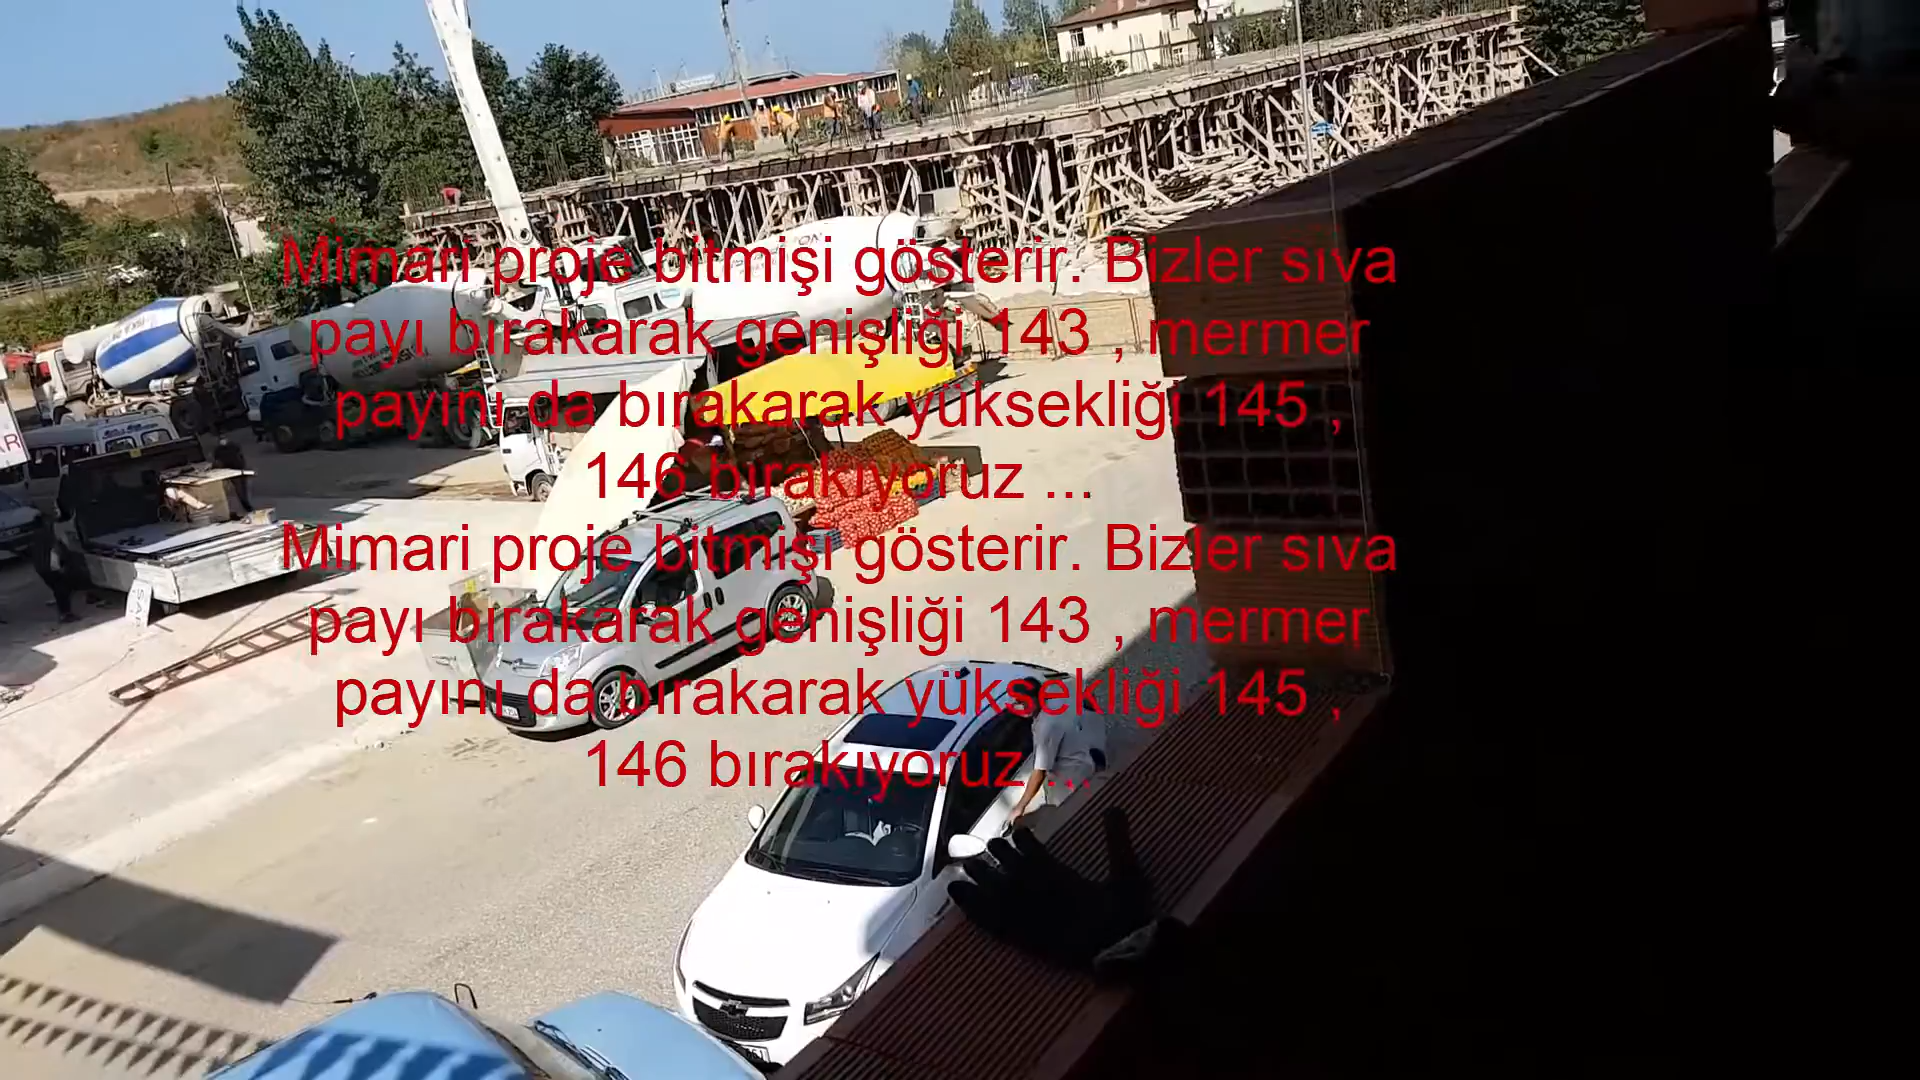 Mimari proje bitmişi gösterir. Bizler sıva
payı bırakarak genişliği 143 , mermer
payını da bırakarak yüksekliği 145 ,
146 bırakıyoruz ...
Mimari proje bitmişi gösterir. Bizler sıva
payı bırakarak genişliği 143 , mermer
payını da bırakarak yüksekliği 145 ,
146 bırakıyoruz ...